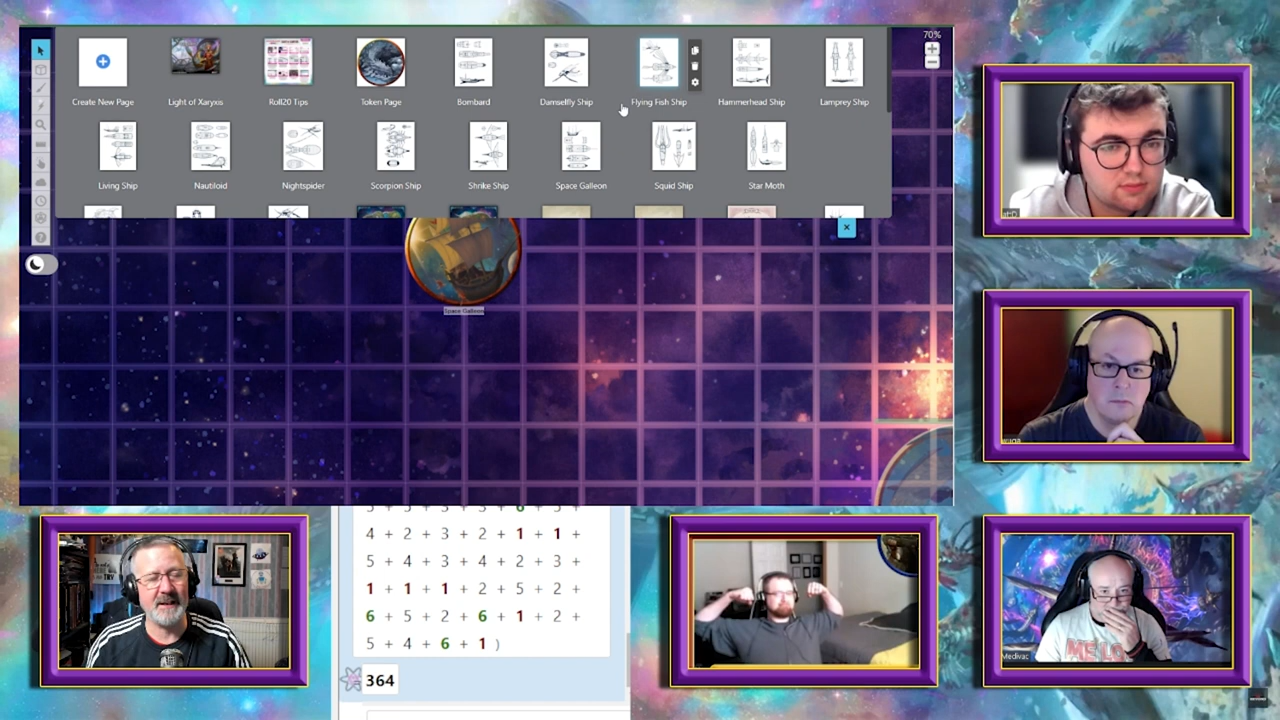 70%
Create New Page Light of Xaryxis Roll20 Tips Token Page Bombard Damselfly Ship Flying Fish Ship Hammerhead Ship Lamprey Ship
Living Ship Nautiloid Nightspider Scorpion Ship Shrike Ship Space Galleon Squid Ship Star Moth
Space Galleon
4 + 2 + 3 + 2 + 1 + 1 +
5 + 4 + 3 + 4 + 2 + 3 +
1 + 1 + 1 + 2 + 5 + 2 +
6 + 5 + 2 + 6 + 1 + 2 +
5 + 4 + 6 + 1 )
364
Medivac
ME LO